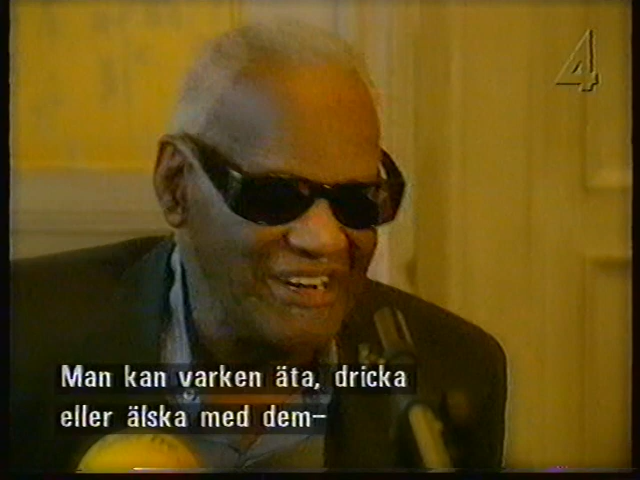 4
Man kan varken äta, dricka
eller älska med dem–